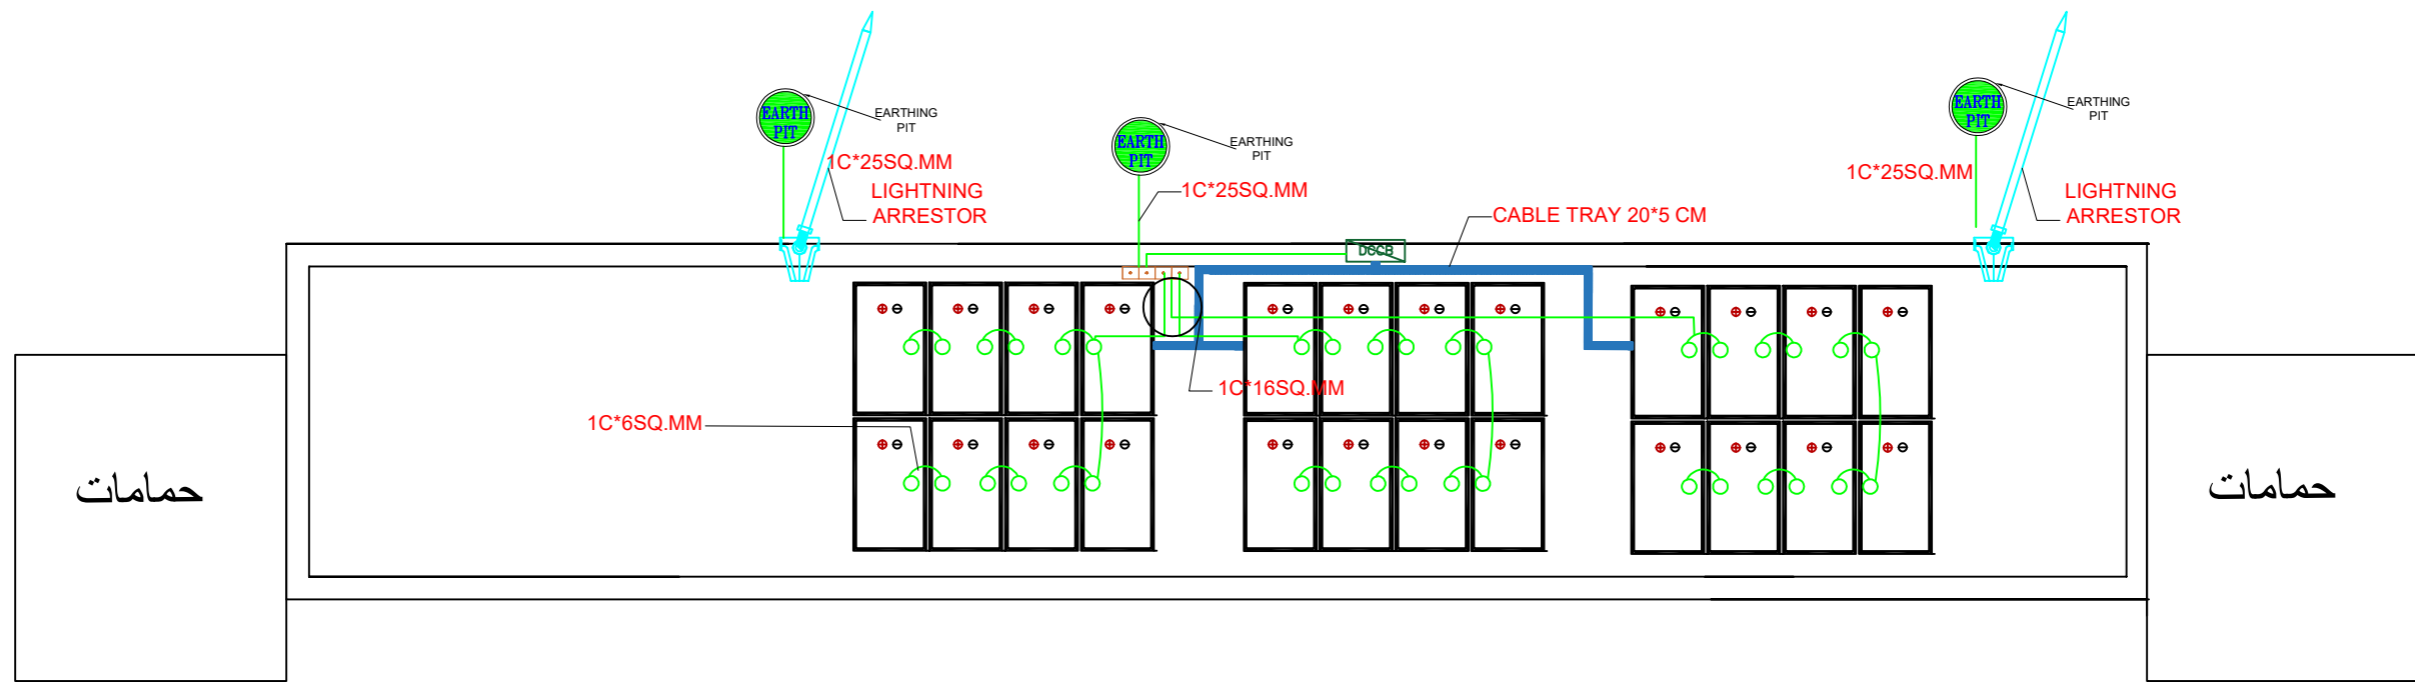 EARTH
PIT
EARTHING
PIT
1C*25SQ.MM
LIGHTNING
ARRESTOR
EARTH
PIT
EARTHING
PIT
1C*25SQ.MM
CABLE TRAY 20*5 CM
DCCB
EARTH
PIT
EARTHING
PIT
1C*25SQ.MM
LIGHTNING
ARRESTOR
1C*16SQ.MM
1C*6SQ.MM
حمامات
حمامات